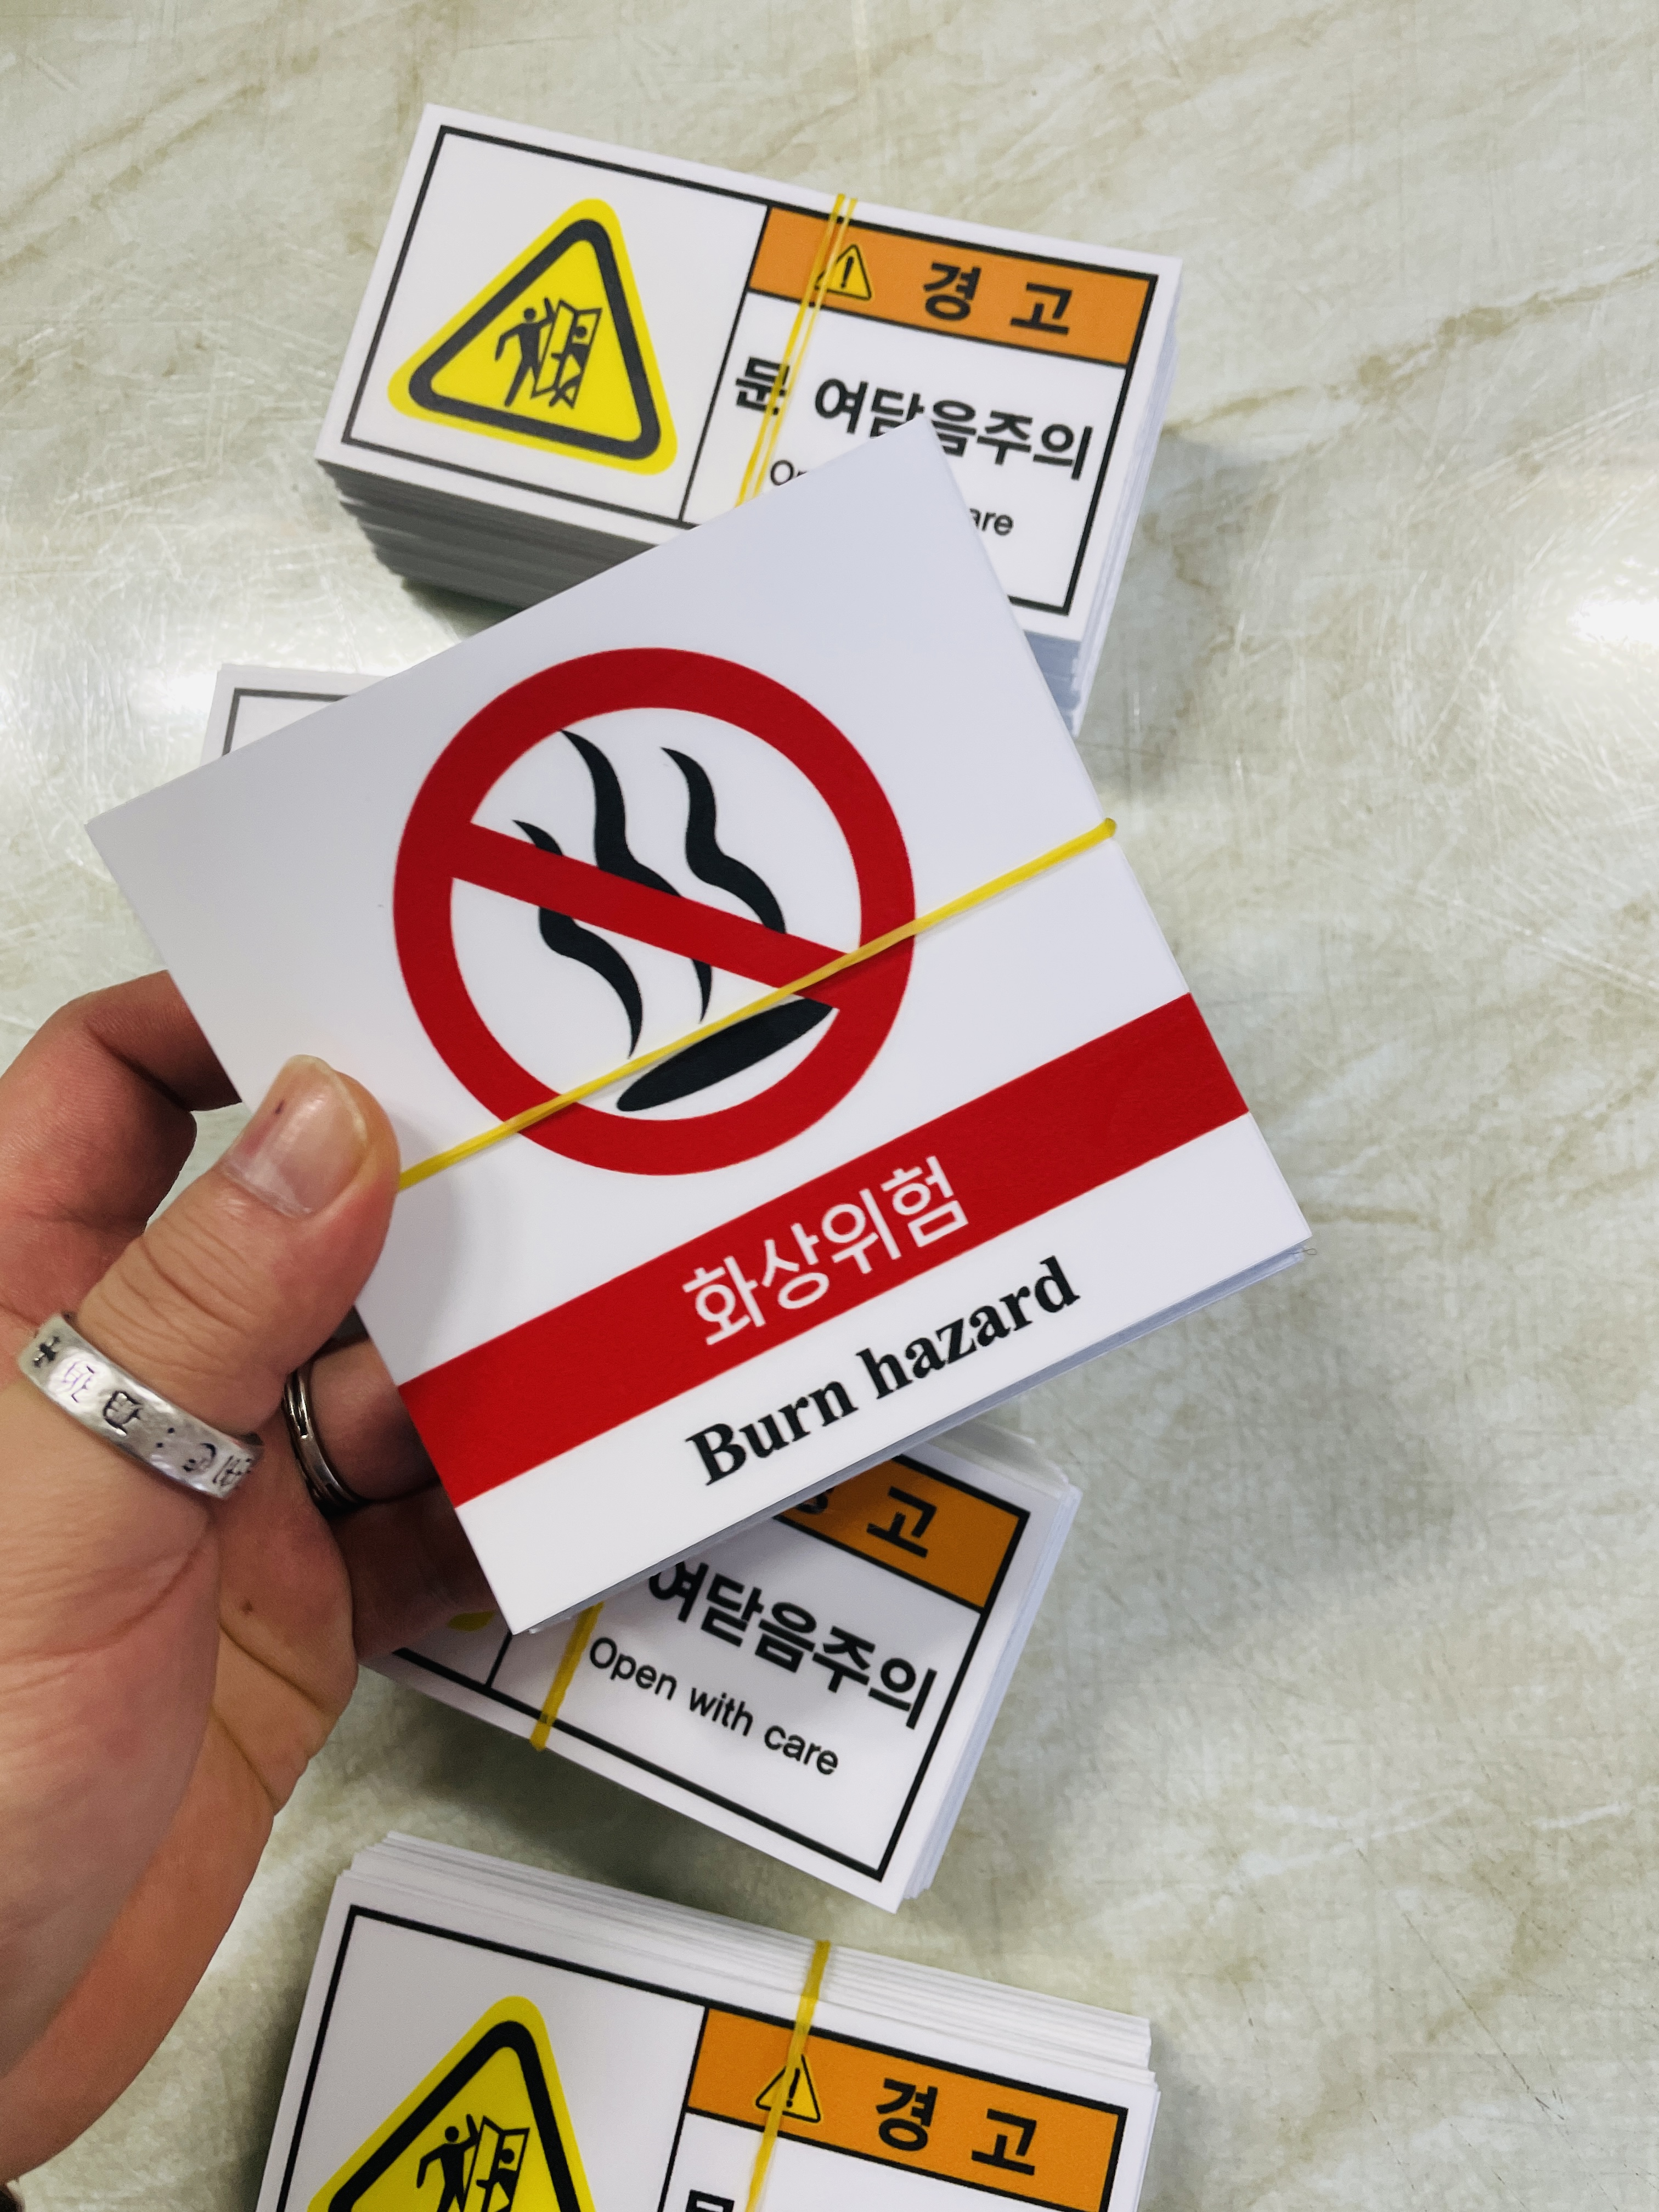 경 고
문 여닫음주의
are
화상위험
Burn hazard
고
여닫음주의
Open with care
경 고